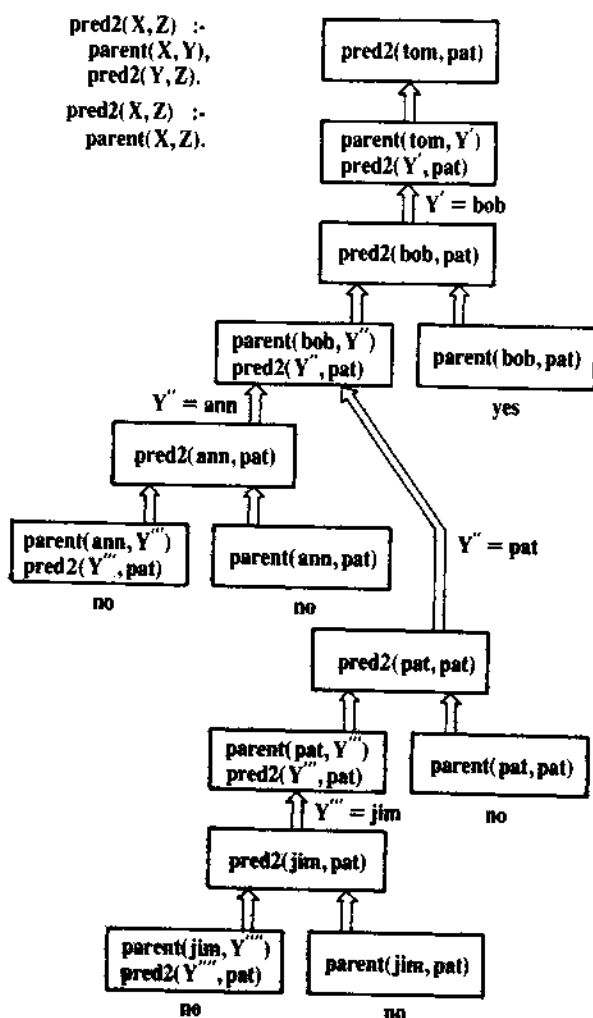 pred2(X,Z) :-
parent(X,Y),
pred2(Y,Z).
pred2(X,Z) :-
parent(X,Z).
pred2(tom,pat)
parent(tom,Y')
pred2(Y',pat)
Y' = bob
pred2(bob,pat)
parent(bob,Y'')
pred2(Y'',pat)
parent(bob,pat)
yes
Y'' = ann
pred2(ann,pat)
parent(ann,Y''')
pred2(Y''',pat)
no
parent(ann,pat)
no
Y'' = pat
pred2(pat,pat)
parent(pat,Y''')
pred2(Y''',pat)
parent(pat,pat)
no
Y''' = jim
pred2(jim,pat)
parent(jim,Y'''')
pred2(Y'''',pat)
no
parent(jim,pat)
no